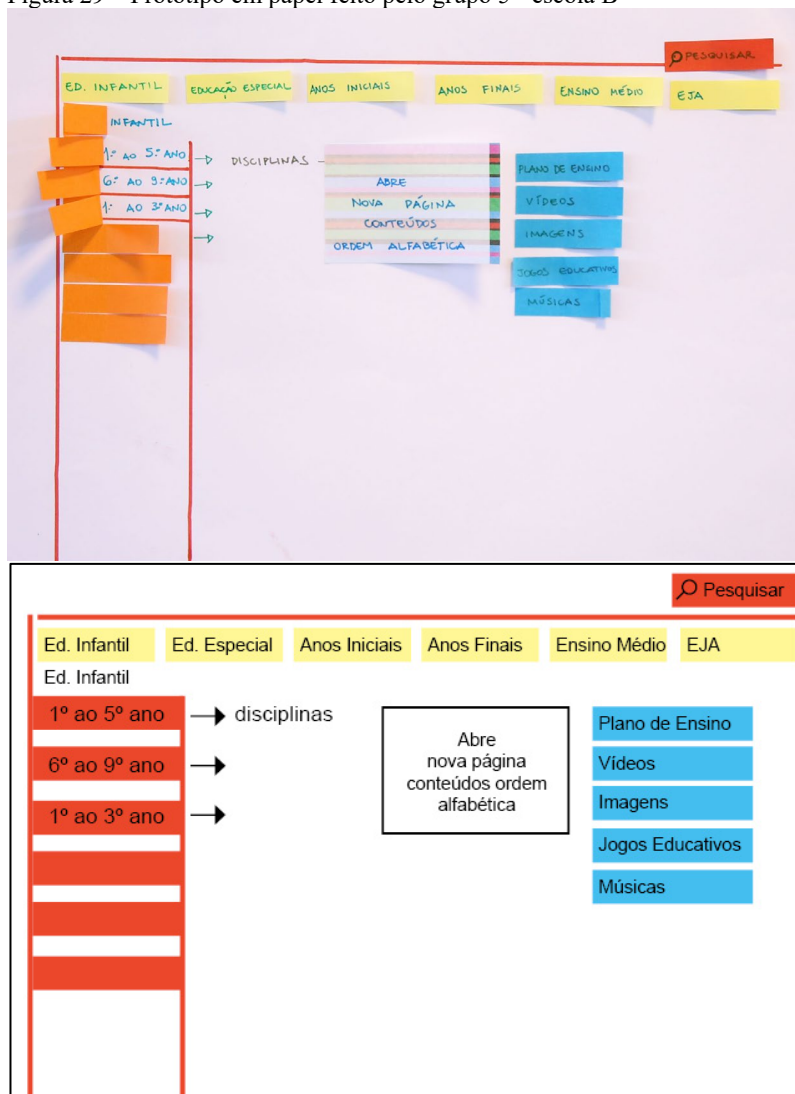 Figura 29 – Protótipo em papel feito pelo grupo 3 - escola B
PESQUISAR
ED. INFANTIL EDUCAÇÃO ESPECIAL ANOS INICIAIS ANOS FINAIS ENSINO MÉDIO EJA
INFANTIL
1º AO 5º ANO DISCIPLINAS
6º AO 9º ANO
1º AO 3º ANO
ABRE
NOVA PÁGINA
CONTEÚDOS
ORDEM ALFABÉTICA
PLANO DE ENSINO
VÍDEOS
IMAGENS
JOGOS EDUCATIVOS
MÚSICAS
Pesquisar
Ed. Infantil Ed. Especial Anos Iniciais Anos Finais Ensino Médio EJA
Ed. Infantil
1º ao 5º ano disciplinas
6º ao 9º ano
1º ao 3º ano
Abre
nova página
conteúdos ordem
alfabética
Plano de Ensino
Vídeos
Imagens
Jogos Educativos
Músicas